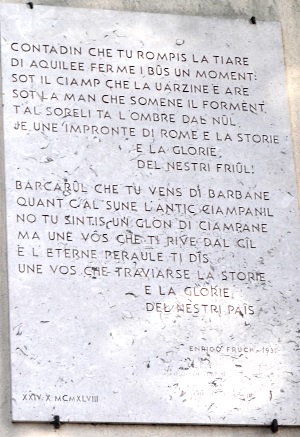 CONTADIN CHE TU ROMPIS LA TIARE
DI AQUILEE FERME I BÛS UN MOMENT:
SOT IL CIAMP CHE LA UARZINE E ARE
SOT LA MAN CHE SOMENE IL FORMENT
TAL SORELI TA L'OMBRE DAL NÛL
JE UNE IMPRONTE DI ROME E LA STORIE
E LA GLORIE,
DEL NESTRI FRIÛL!
BARCARÛL CHE TU VENS DI BARBANE
QUANT C'AL SUNE L'ANTIC CIAMPANIL
NO TU SINTIS UN GLON DI CIAMPANE
MA UNE VÔS CHE TI RIVE DAL CÎL
E L'ETERNE PERAULE TI DÎS
UNE VOS CHE TRAVIARSE LA STORIE
E LA GLORIE,
DEL NESTRI PAÎS
ENRICO FRUCH
XXIV X MCMXLVIII